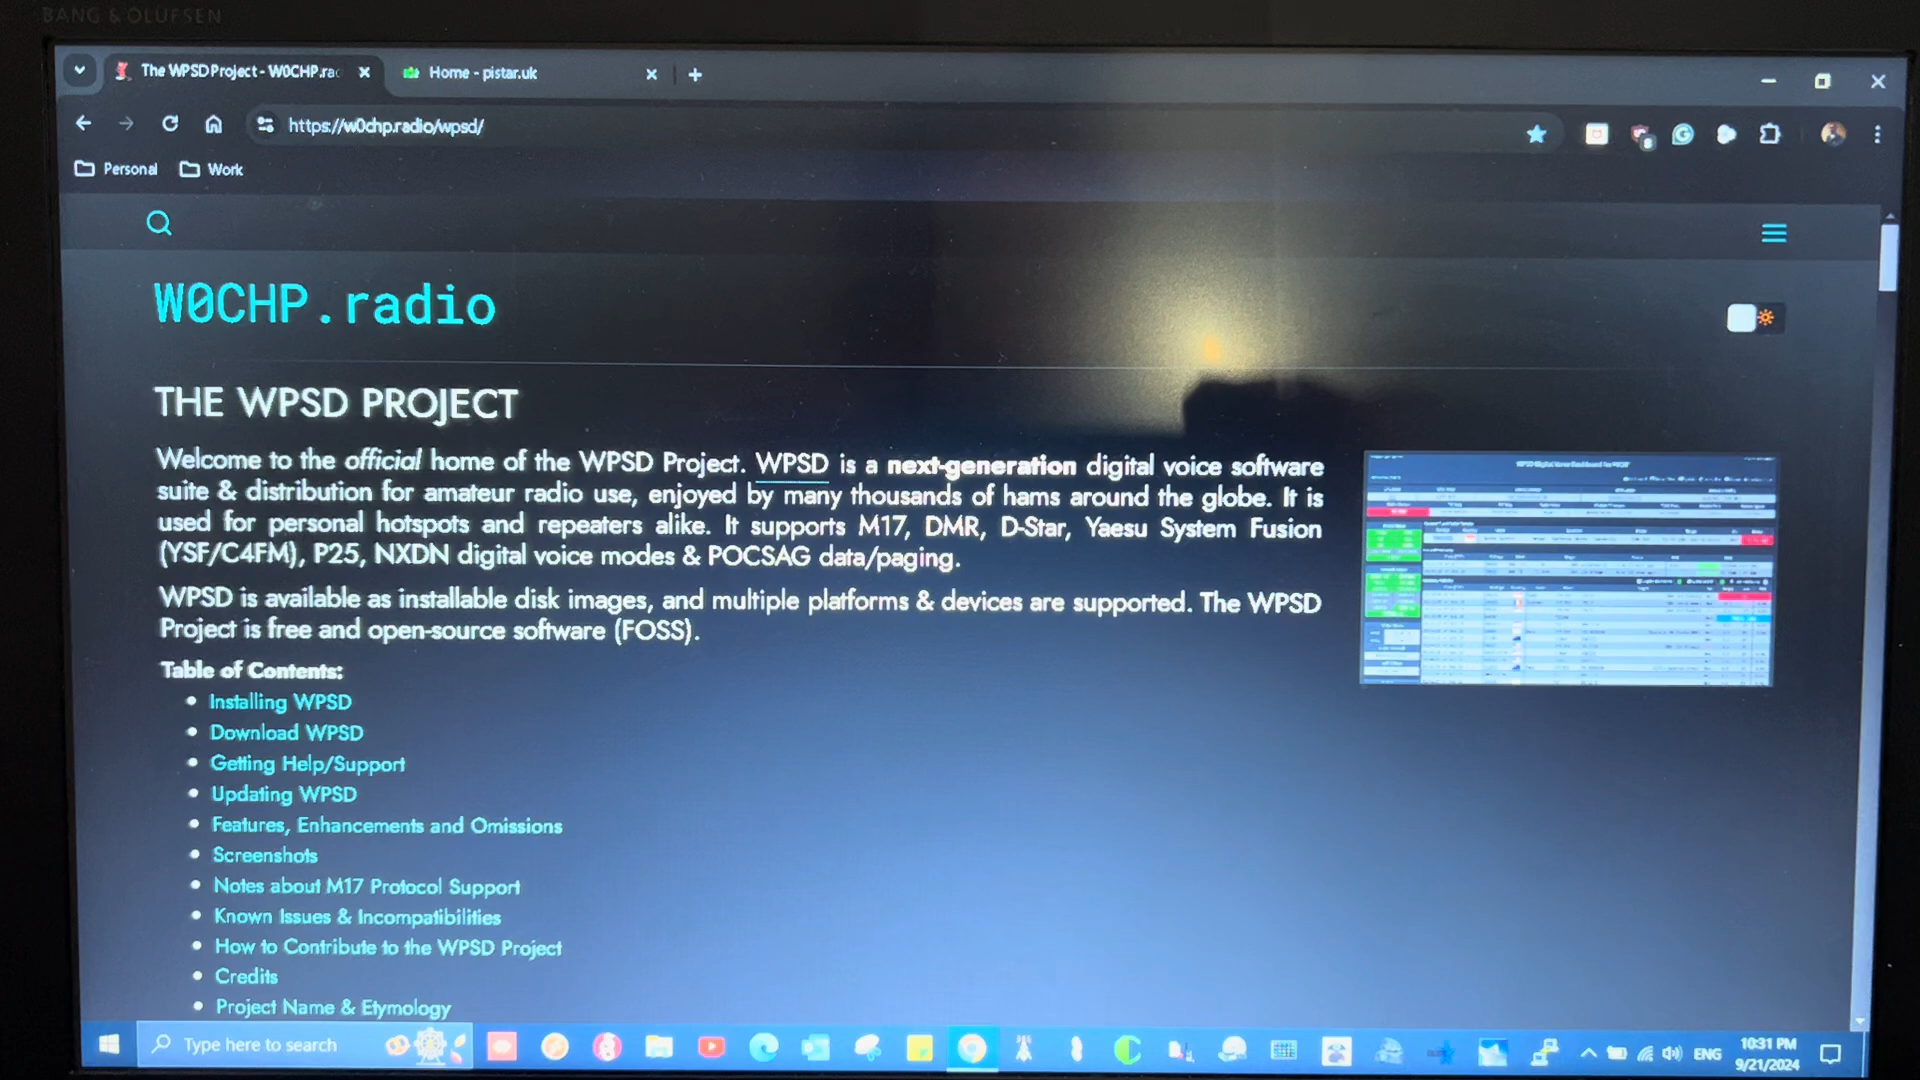 BANG & OLUFSEN
The WPSD Project - W0CHP.rac
Home - pistar.uk
https://w0chp.radio/wpsd/
Personal
Work
W0CHP.radio
THE WPSD PROJECT
Welcome to the official home of the WPSD Project. WPSD is a next-generation digital voice software
suite & distribution for amateur radio use, enjoyed by many thousands of hams around the globe. It is
used for personal hotspots and repeaters alike. It supports M17, DMR, D-Star, Yaesu System Fusion
(YSF/C4FM), P25, NXDN digital voice modes & POCSAG data/paging.
WPSD is available as installable disk images, and multiple platforms & devices are supported. The WPSD
Project is free and open-source software (FOSS).
Table of Contents:
Installing WPSD
Download WPSD
Getting Help/Support
Updating WPSD
Features, Enhancements and Omissions
Screenshots
Notes about M17 Protocol Support
Known Issues & Incompatibilities
How to Contribute to the WPSD Project
Credits
Project Name & Etymology
Type here to search
ENG
10:31 PM
9/21/2024